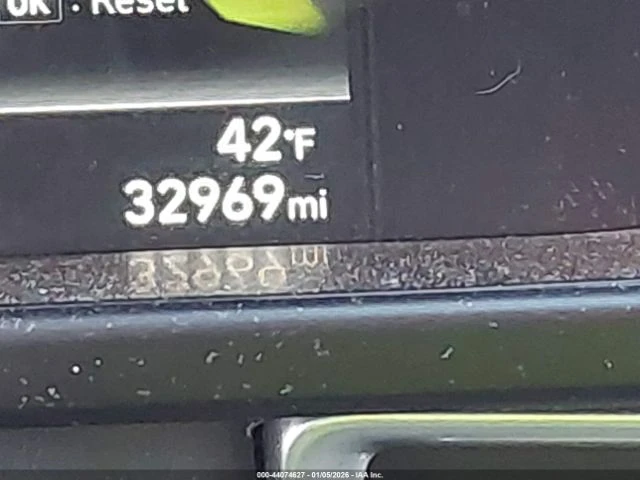 OK : Reset
42°F
32969mi
000-44074627 - 01/05/2026 - IAA Inc.